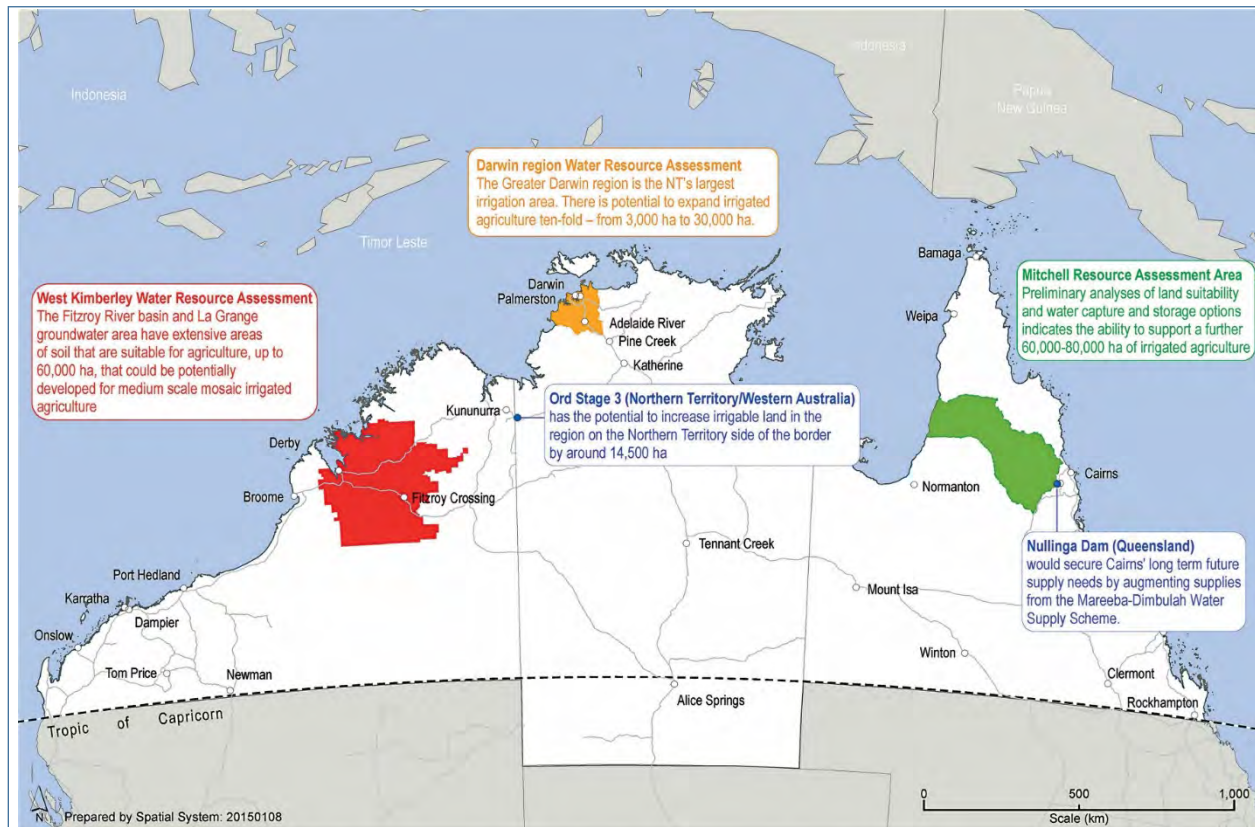 Indonesia
Indonesia
Papua
New Guinea
Timor Leste
Darwin region Water Resource Assessment
The Greater Darwin region is the NT's largest
irrigation area. There is potential to expand irrigated
agriculture ten-fold – from 3,000 ha to 30,000 ha.
West Kimberley Water Resource Assessment
The Fitzroy River basin and La Grange
groundwater area have extensive areas
of soil that are suitable for agriculture, up to
60,000 ha, that could be potentially
developed for medium scale mosaic irrigated
agriculture
Mitchell Resource Assessment Area
Preliminary analyses of land suitability
and water capture and storage options
indicates the ability to support a further
60,000-80,000 ha of irrigated agriculture
Ord Stage 3 (Northern Territory/Western Australia)
has the potential to increase irrigable land in the
region on the Northern Territory side of the border
by around 14,500 ha
Nullinga Dam (Queensland)
would secure Cairns' long term future
supply needs by augmenting supplies
from the Mareeba-Dimbulah Water
Supply Scheme.
Bamaga
Weipa
Darwin
Palmerston
Adelaide River
Pine Creek
Katherine
Kununurra
Derby
Broome
Fitzroy Crossing
Normanton
Cairns
Tennant Creek
Mount Isa
Port Hedland
Karratha
Dampier
Onslow
Tom Price
Newman
Winton
Clermont
Alice Springs
Rockhampton
Tropic of Capricorn
N
Prepared by Spatial System: 20150108
0 500 1,000
Scale (km)